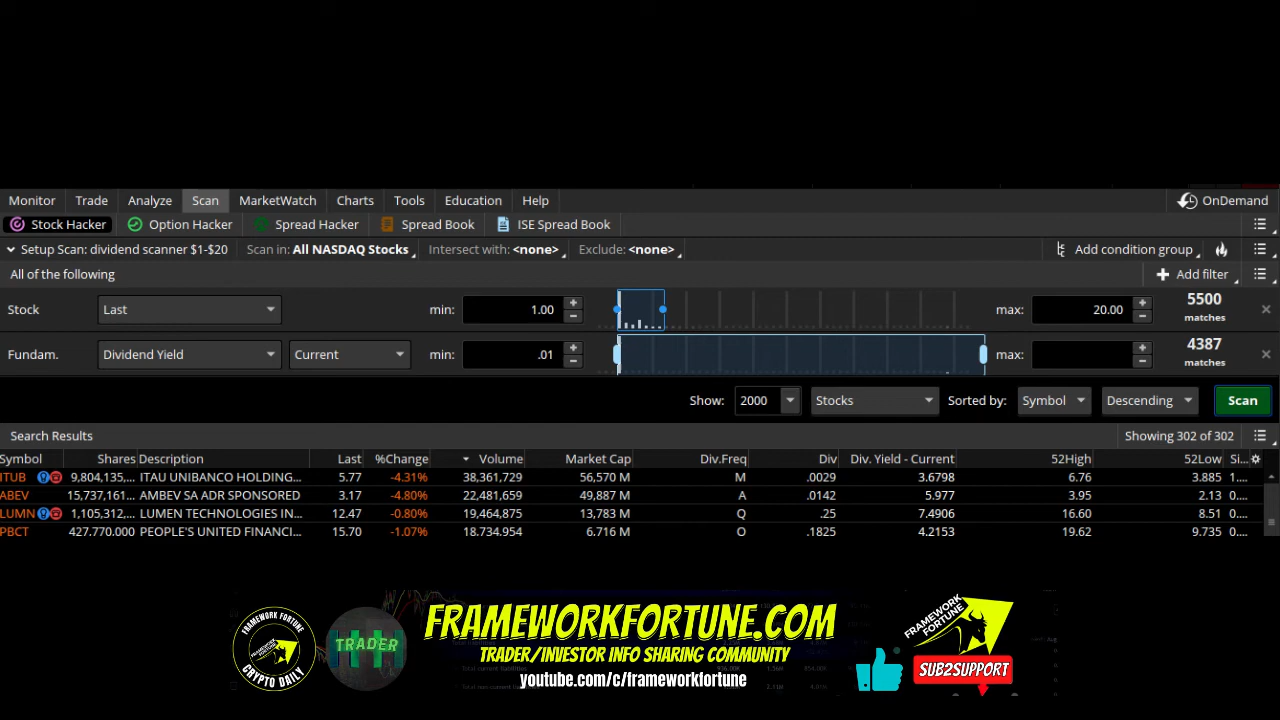 Monitor Trade Analyze Scan MarketWatch Charts Tools Education Help OnDemand
Stock Hacker Option Hacker Spread Hacker Spread Book ISE Spread Book
Setup Scan: dividend scanner $1-$20 Scan in: All NASDAQ Stocks Intersect with: <none> Exclude: <none> Add condition group
All of the following Add filter
Stock Last min: 1.00 max: 20.00 5500 matches
Fundam. Dividend Yield Current min: .01 max: 4387 matches
Show: 2000 Stocks Sorted by: Symbol Descending Scan
Search Results Showing 302 of 302
Symbol Shares Description Last %Change Volume Market Cap Div.Freq Div Div. Yield - Current 52High 52Low Si...
ITUB 9,804,135,... ITAU UNIBANCO HOLDING... 5.77 -4.31% 38,361,729 56,570 M M .0029 3.6798 6.76 3.885 1....
ABEV 15,737,161... AMBEV SA ADR SPONSORED 3.17 -4.80% 22,481,659 49,887 M A .0142 5.977 3.95 2.13 0....
LUMN 1,105,312,... LUMEN TECHNOLOGIES IN... 12.47 -0.80% 19,464,875 13,783 M Q .25 7.4906 16.60 8.51 0....
PBCT 427.770.000 PEOPLE'S UNITED FINANCI... 15.70 -1.07% 18.734.954 6.716 M Q .1825 4.2153 19.62 9.735 0....
FRAMEWORK FORTUNE
CRYPTO DAILY
TRADER
FRAMEWORKFORTUNE.COM
TRADER/INVESTOR INFO SHARING COMMUNITY
youtube.com/c/frameworkfortune
FRAMEWORK
FORTUNE
SUB2SUPPORT